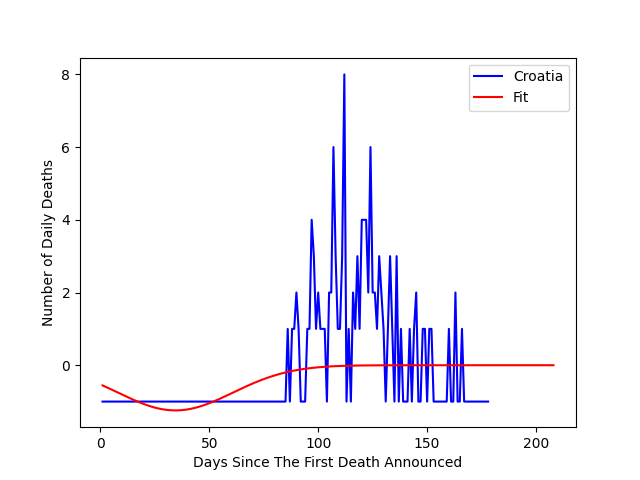 Croatia
Fit
8
6
4
2
0
Number of Daily Deaths
0 50 100 150 200
Days Since The First Death Announced